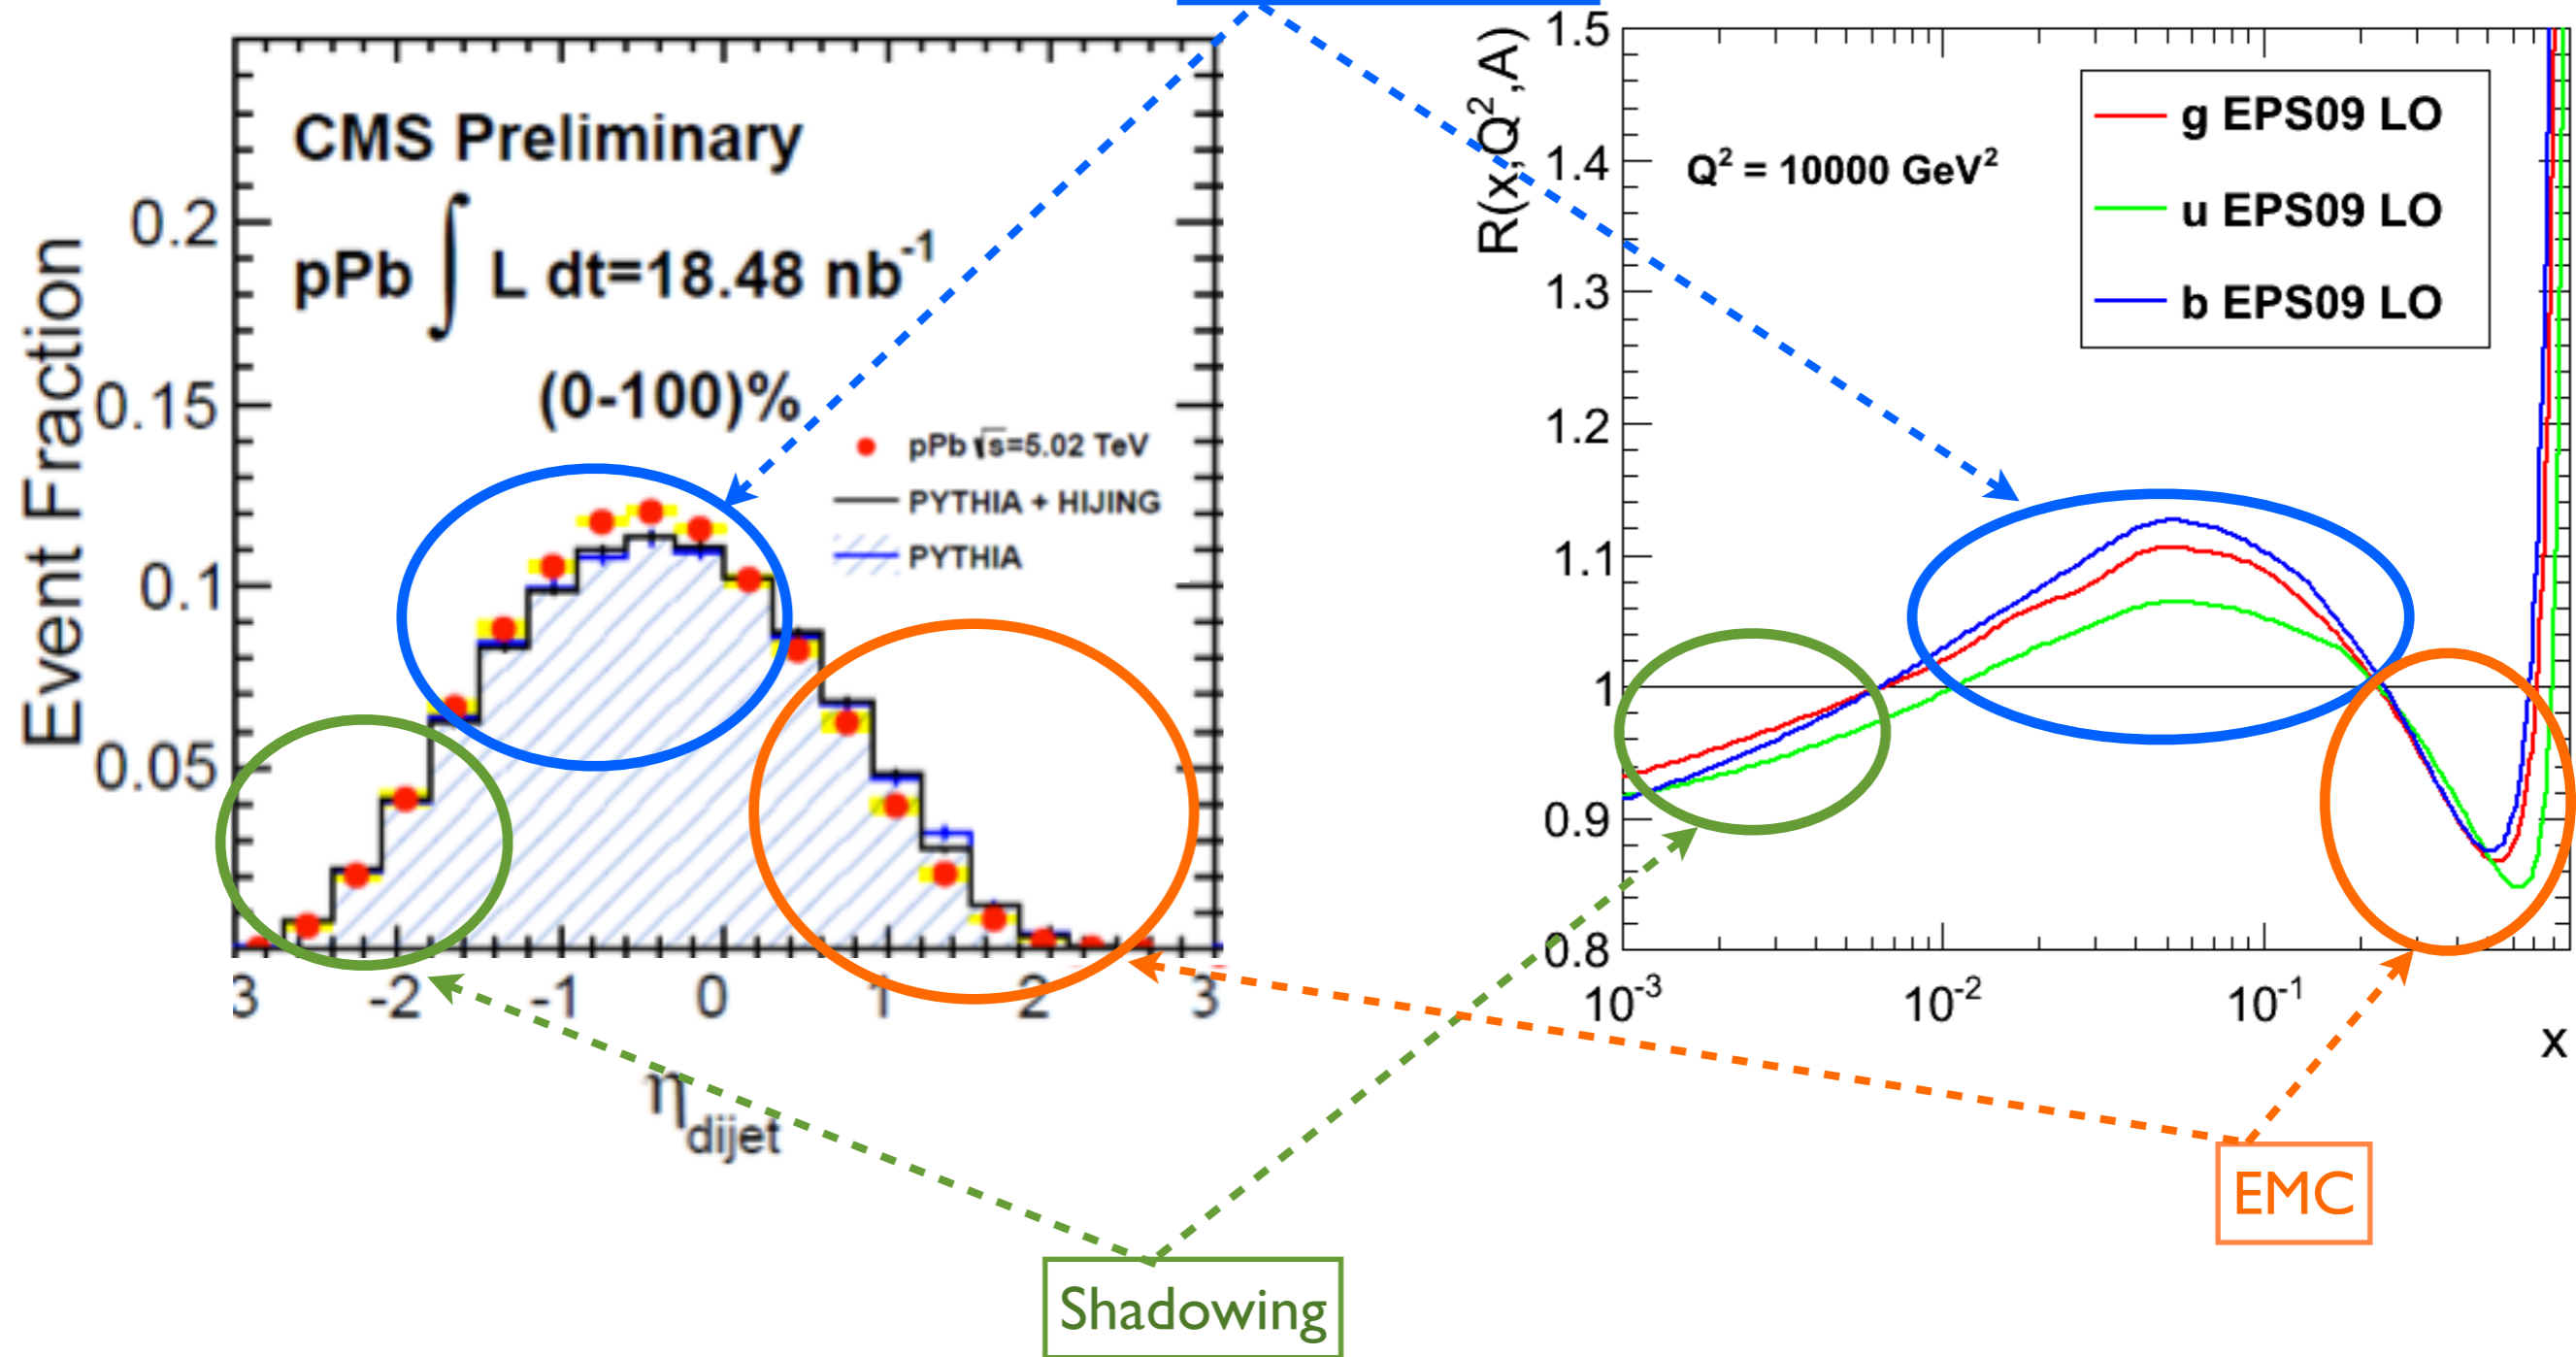 CMS Preliminary
pPb ∫ L dt=18.48 nb⁻¹
(0-100)%
pPb √s=5.02 TeV
PYTHIA + HIJING
PYTHIA
Event Fraction
0.2
0.15
0.1
0.05
3 -2 -1 0 1 2 3
η_dijet
R(x,Q²,A)
1.5
1.4
1.3
1.2
1.1
1
0.9
0.8
Q² = 10000 GeV²
g EPS09 LO
u EPS09 LO
b EPS09 LO
10⁻³ 10⁻² 10⁻¹
x
EMC
Shadowing